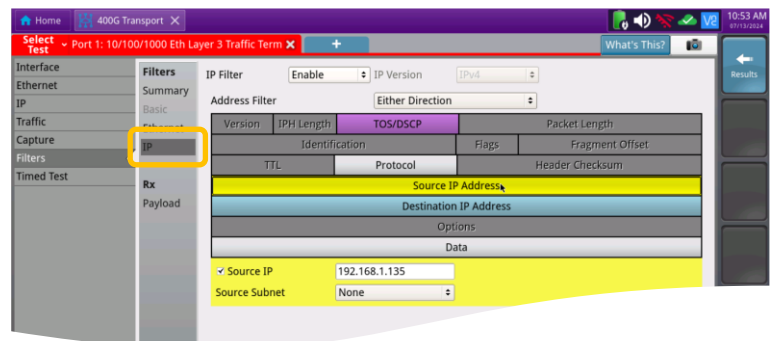 Home
400G Transport
10:53 AM
07/13/2024
Select Test
Port 1: 10/100/1000 Eth Layer 3 Traffic Term
What's This?
Results
Interface
Ethernet
IP
Traffic
Capture
Filters
Timed Test
Filters
Summary
Basic
Ethernet
IP
Rx
Payload
IP Filter Enable IP Version IPv4
Address Filter Either Direction
Version IPH Length TOS/DSCP Packet Length
Identification Flags Fragment Offset
TTL Protocol Header Checksum
Source IP Address
Destination IP Address
Options
Data
Source IP 192.168.1.135
Source Subnet None